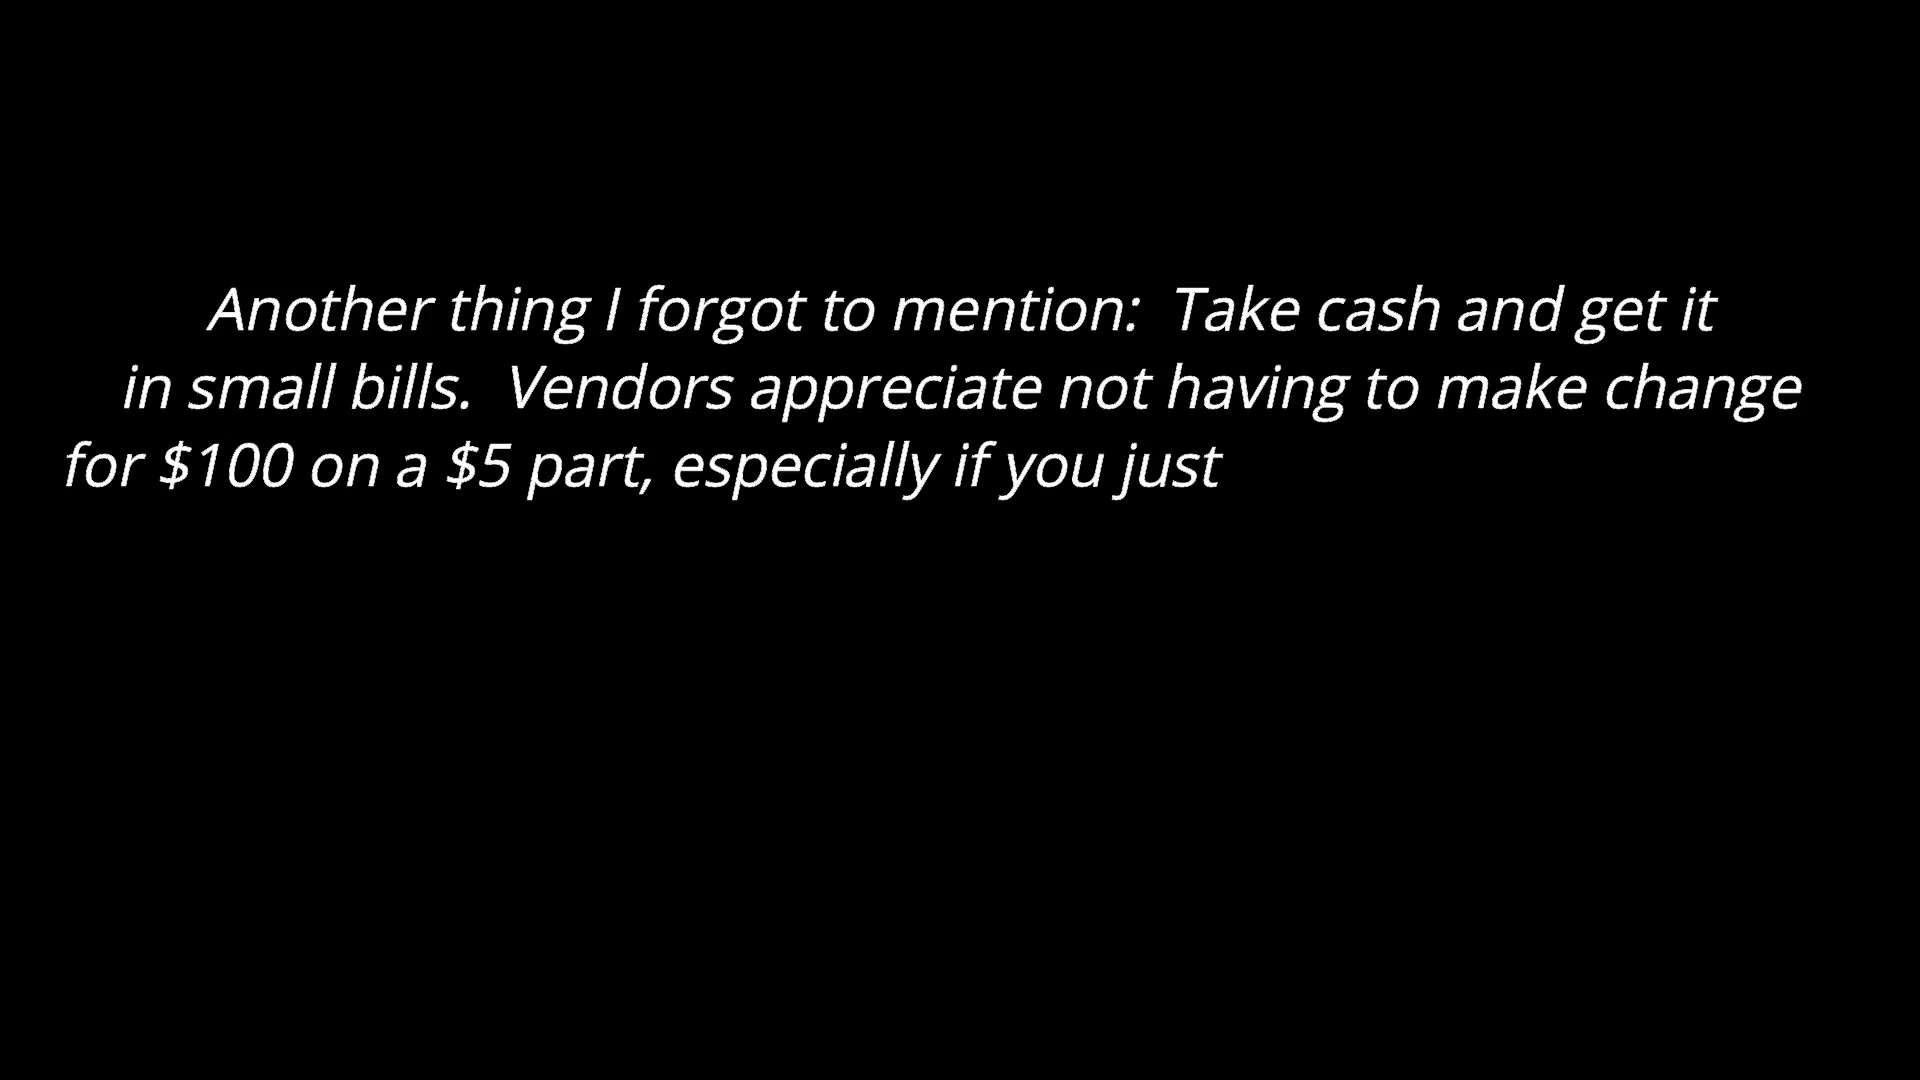 Another thing I forgot to mention:  Take cash and get it
in small bills.  Vendors appreciate not having to make change
for $100 on a $5 part, especially if you just